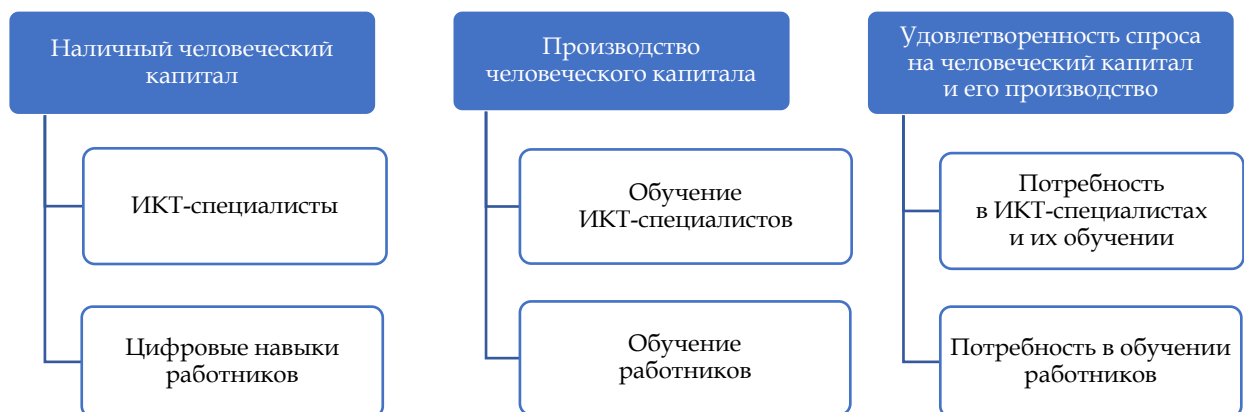 Наличный человеческий
капитал
ИКТ-специалисты
Цифровые навыки
работников
Производство
человеческого капитала
Обучение
ИКТ-специалистов
Обучение
работников
Удовлетворенность спроса
на человеческий капитал
и его производство
Потребность
в ИКТ-специалистах
и их обучении
Потребность в обучении
работников